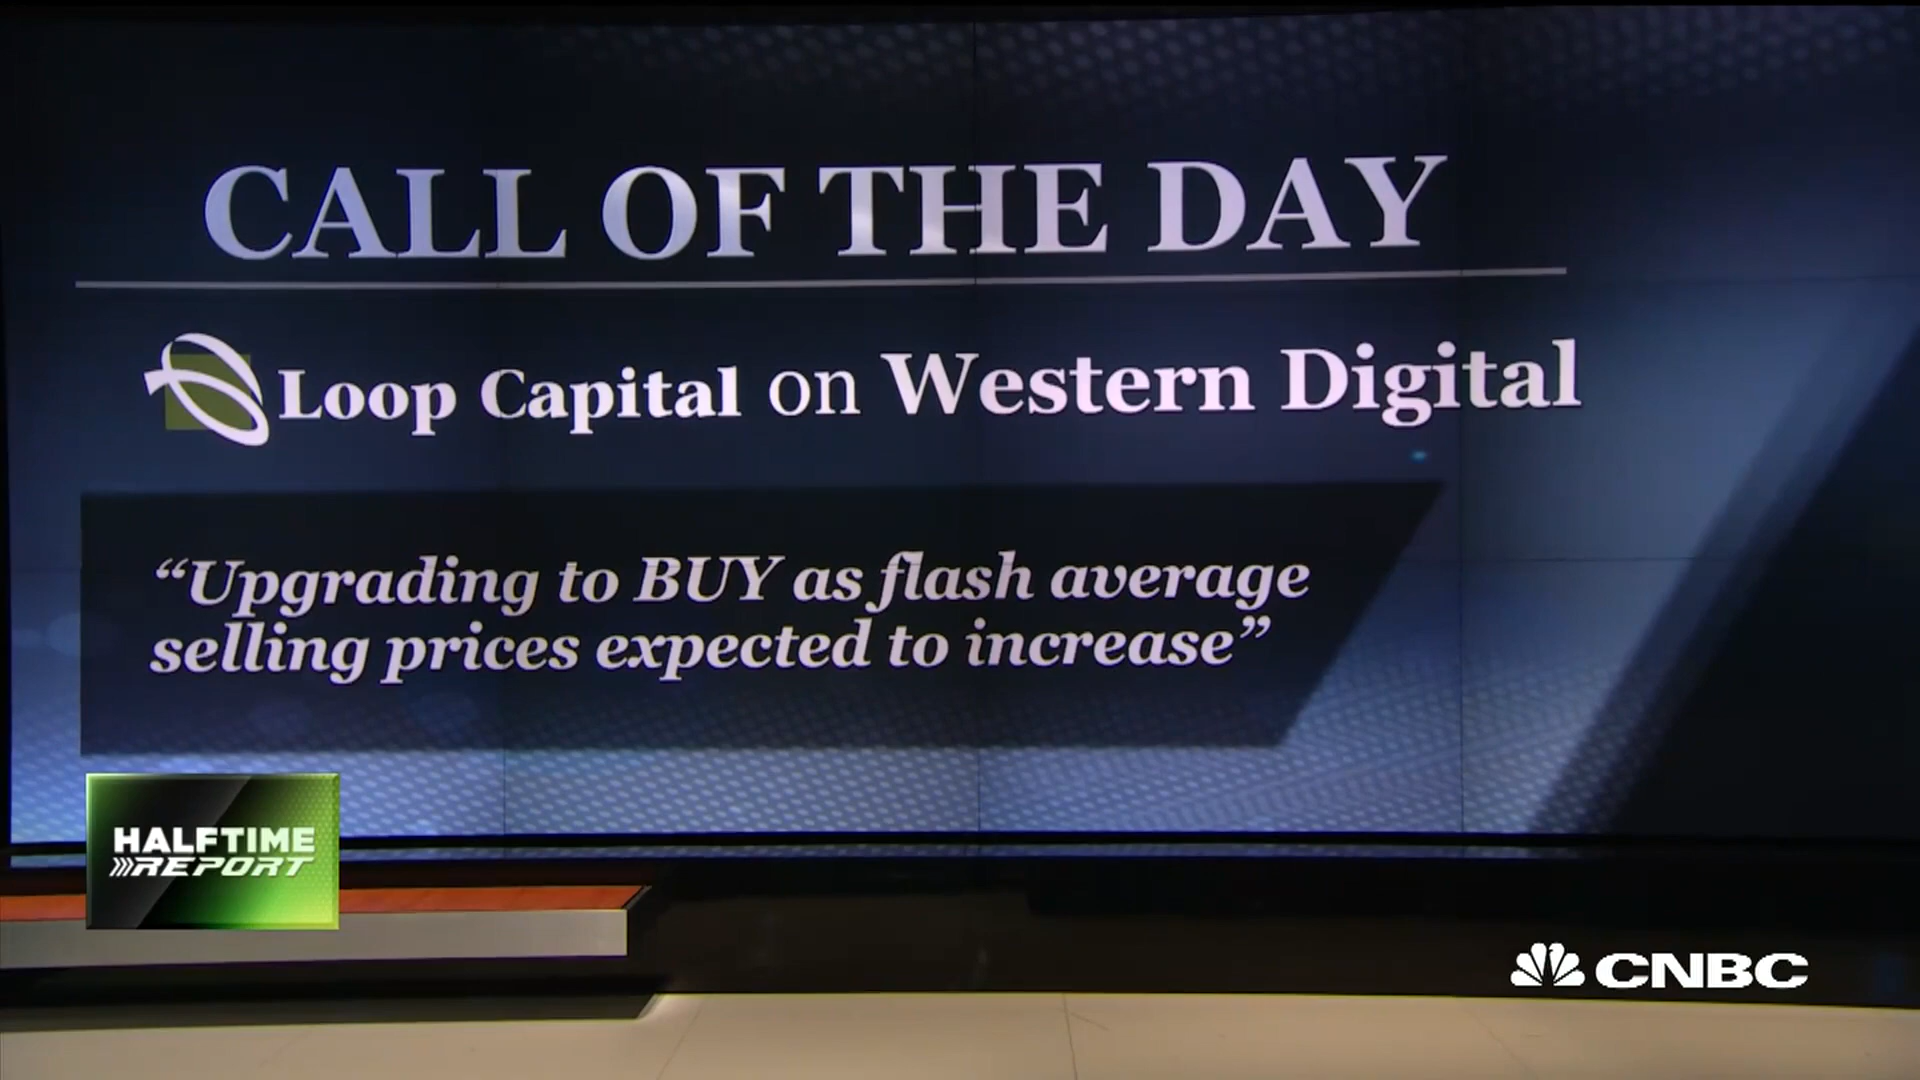 CALL OF THE DAY
Loop Capital on Western Digital
“Upgrading to BUY as flash average
selling prices expected to increase”
HALFTIME
REPORT
CNBC